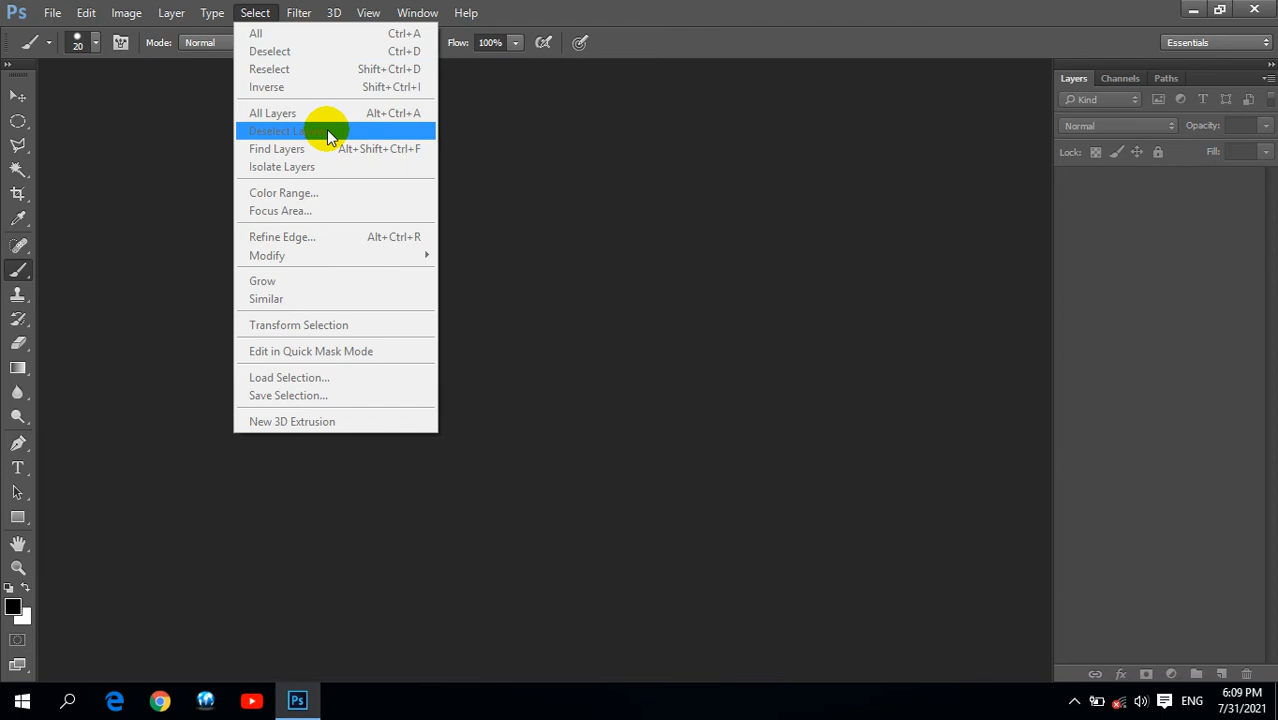 Ps File Edit Image Layer Type Select Filter 3D View Window Help
20 Mode: Normal Flow: 100% Essentials
All Ctrl+A
Deselect Ctrl+D
Reselect Shift+Ctrl+D
Inverse Shift+Ctrl+I
All Layers Alt+Ctrl+A
Deselect Layers
Find Layers Alt+Shift+Ctrl+F
Isolate Layers
Color Range...
Focus Area...
Refine Edge... Alt+Ctrl+R
Modify
Grow
Similar
Transform Selection
Edit in Quick Mask Mode
Load Selection...
Save Selection...
New 3D Extrusion
Layers Channels Paths
Kind
Normal Opacity:
Lock: Fill:
Ps ENG 6:09 PM
7/31/2021